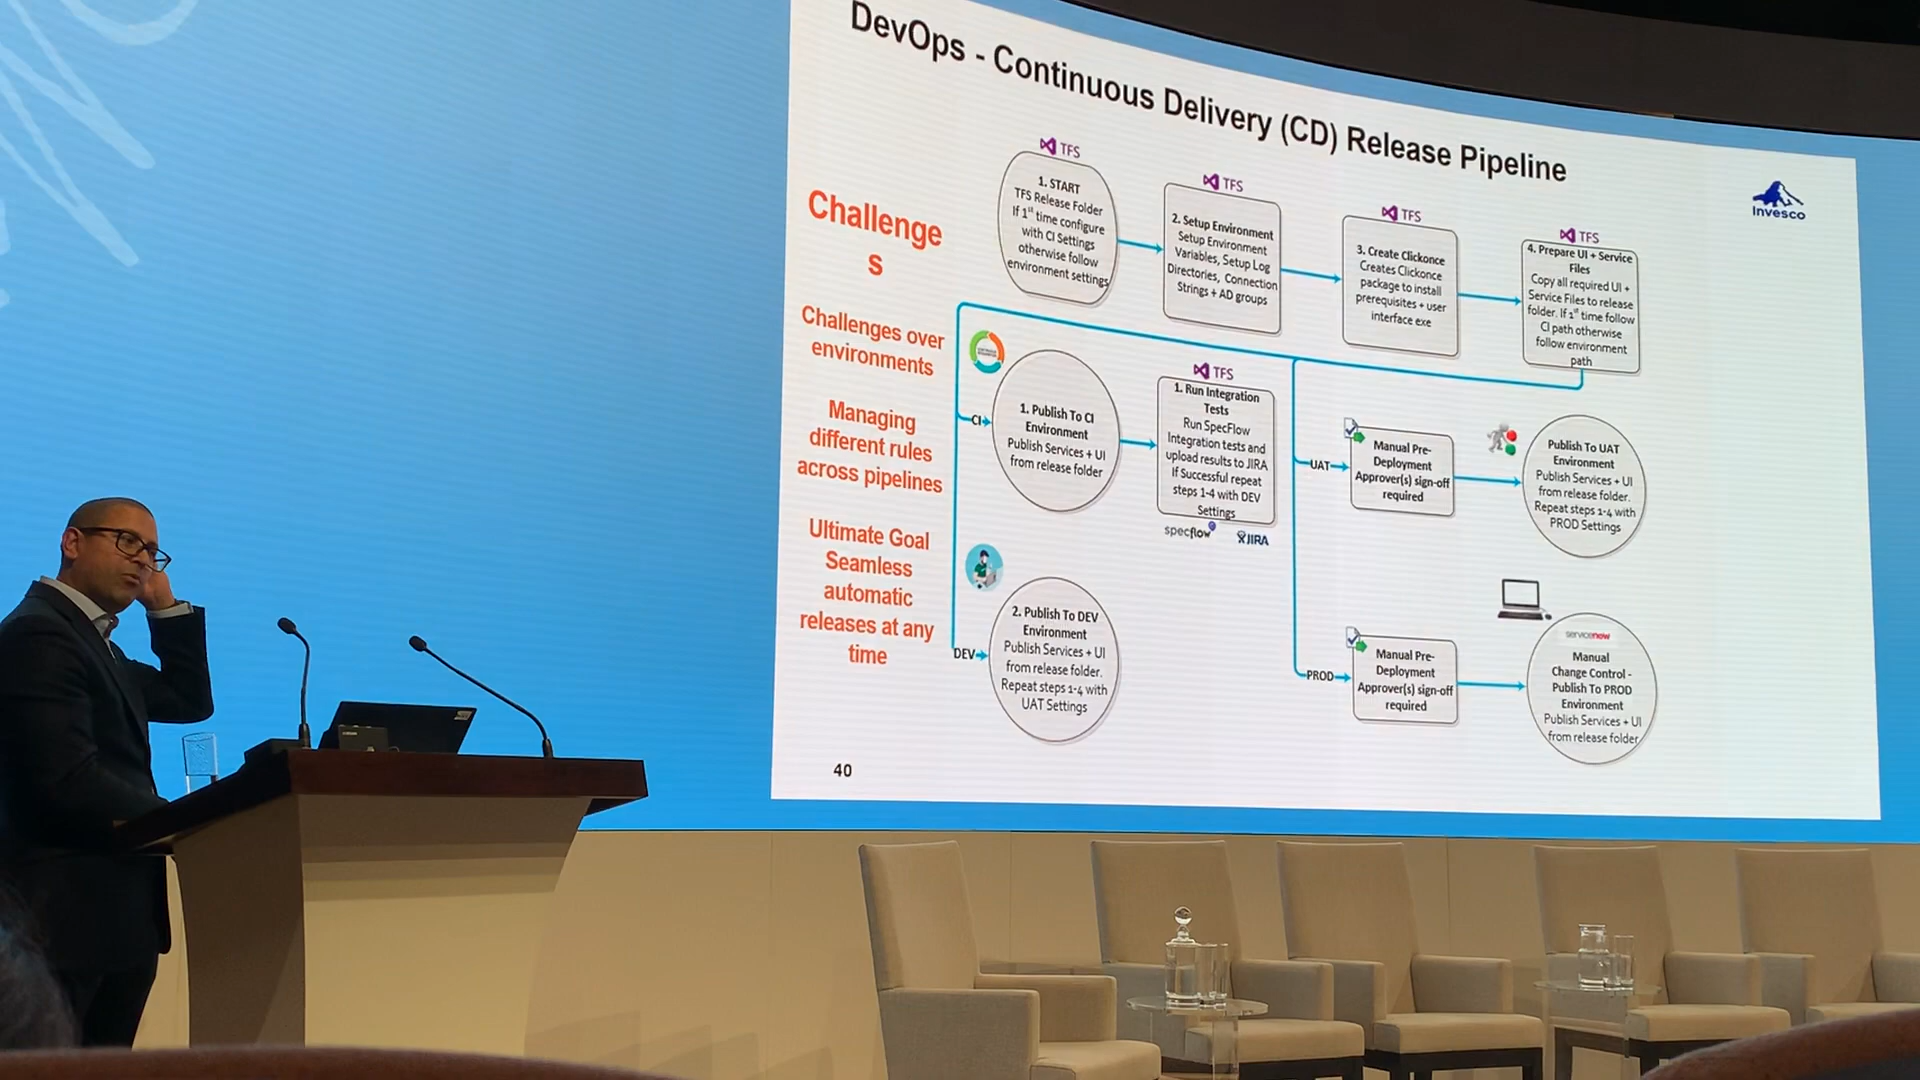 DevOps - Continuous Delivery (CD) Release Pipeline
Invesco
Challenge
s
Challenges over
environments
Managing
different rules
across pipelines
Ultimate Goal
Seamless
automatic
releases at any
time
40
TFS
1. START
TFS Release Folder
If 1st time configure
with CI Settings
otherwise follow
environment settings
TFS
2. Setup Environment
Setup Environment
Variables, Setup Log
Directories, Connection
Strings + AD groups
TFS
3. Create Clickonce
Creates Clickonce
package to install
prerequisites + user
interface exe
TFS
4. Prepare UI + Service
Files
Copy all required UI +
Service Files to release
folder. If 1st time follow
CI path otherwise
follow environment
path
CI
1. Publish To CI
Environment
Publish Services + UI
from release folder
TFS
1. Run Integration
Tests
Run SpecFlow
Integration tests and
upload results to JIRA
If Successful repeat
steps 1-4 with DEV
Settings
specflow
JIRA
UAT
Manual Pre-
Deployment
Approver(s) sign-off
required
Publish To UAT
Environment
Publish Services + UI
from release folder.
Repeat steps 1-4 with
PROD Settings
DEV
2. Publish To DEV
Environment
Publish Services + UI
from release folder.
Repeat steps 1-4 with
UAT Settings
PROD
Manual Pre-
Deployment
Approver(s) sign-off
required
servicenow
Manual
Change Control -
Publish To PROD
Environment
Publish Services + UI
from release folder